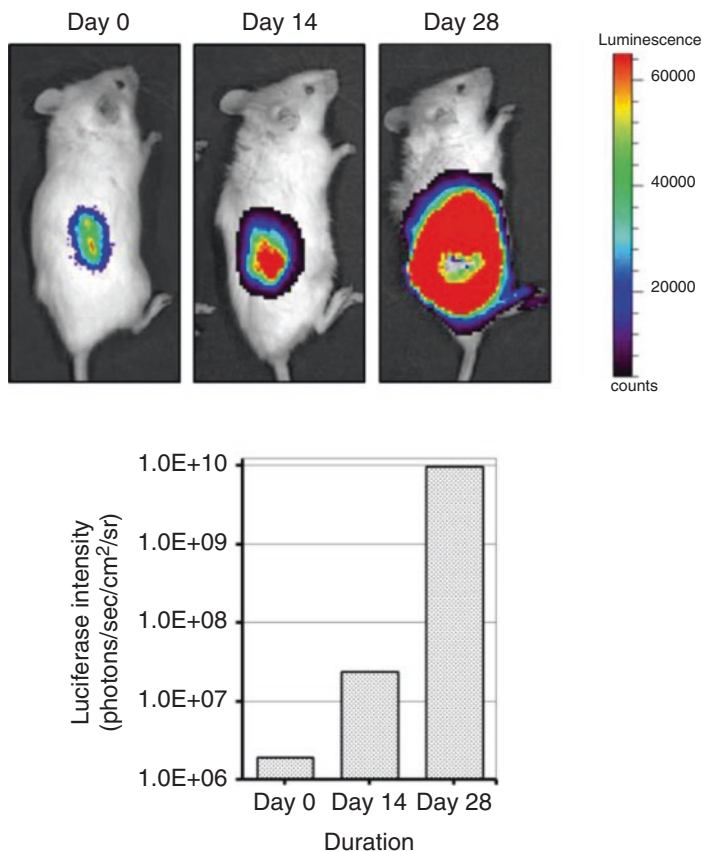 Day 0
Day 14
Day 28
Luminescence
60000
40000
20000
counts
1.0E+10
1.0E+09
1.0E+08
1.0E+07
1.0E+06
Luciferase intensity
(photons/sec/cm²/sr)
Day 0
Day 14
Day 28
Duration